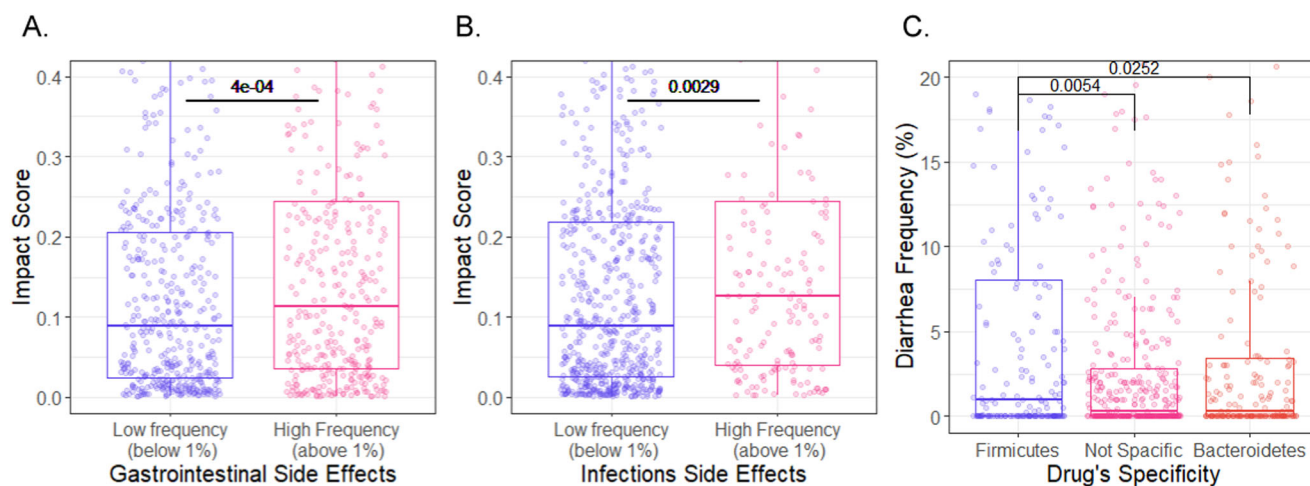 A.
Impact Score
0.4
0.3
0.2
0.1
0.0
4e-04
Low frequency
(below 1%)
High Frequency
(above 1%)
Gastrointestinal Side Effects
B.
Impact Score
0.4
0.3
0.2
0.1
0.0
0.0029
Low frequency
(below 1%)
High Frequency
(above 1%)
Infections Side Effects
C.
Diarrhea Frequency (%)
20
15
10
5
0
0.0252
0.0054
Firmicutes
Not Spacific
Bacteroidetes
Drug's Specificity